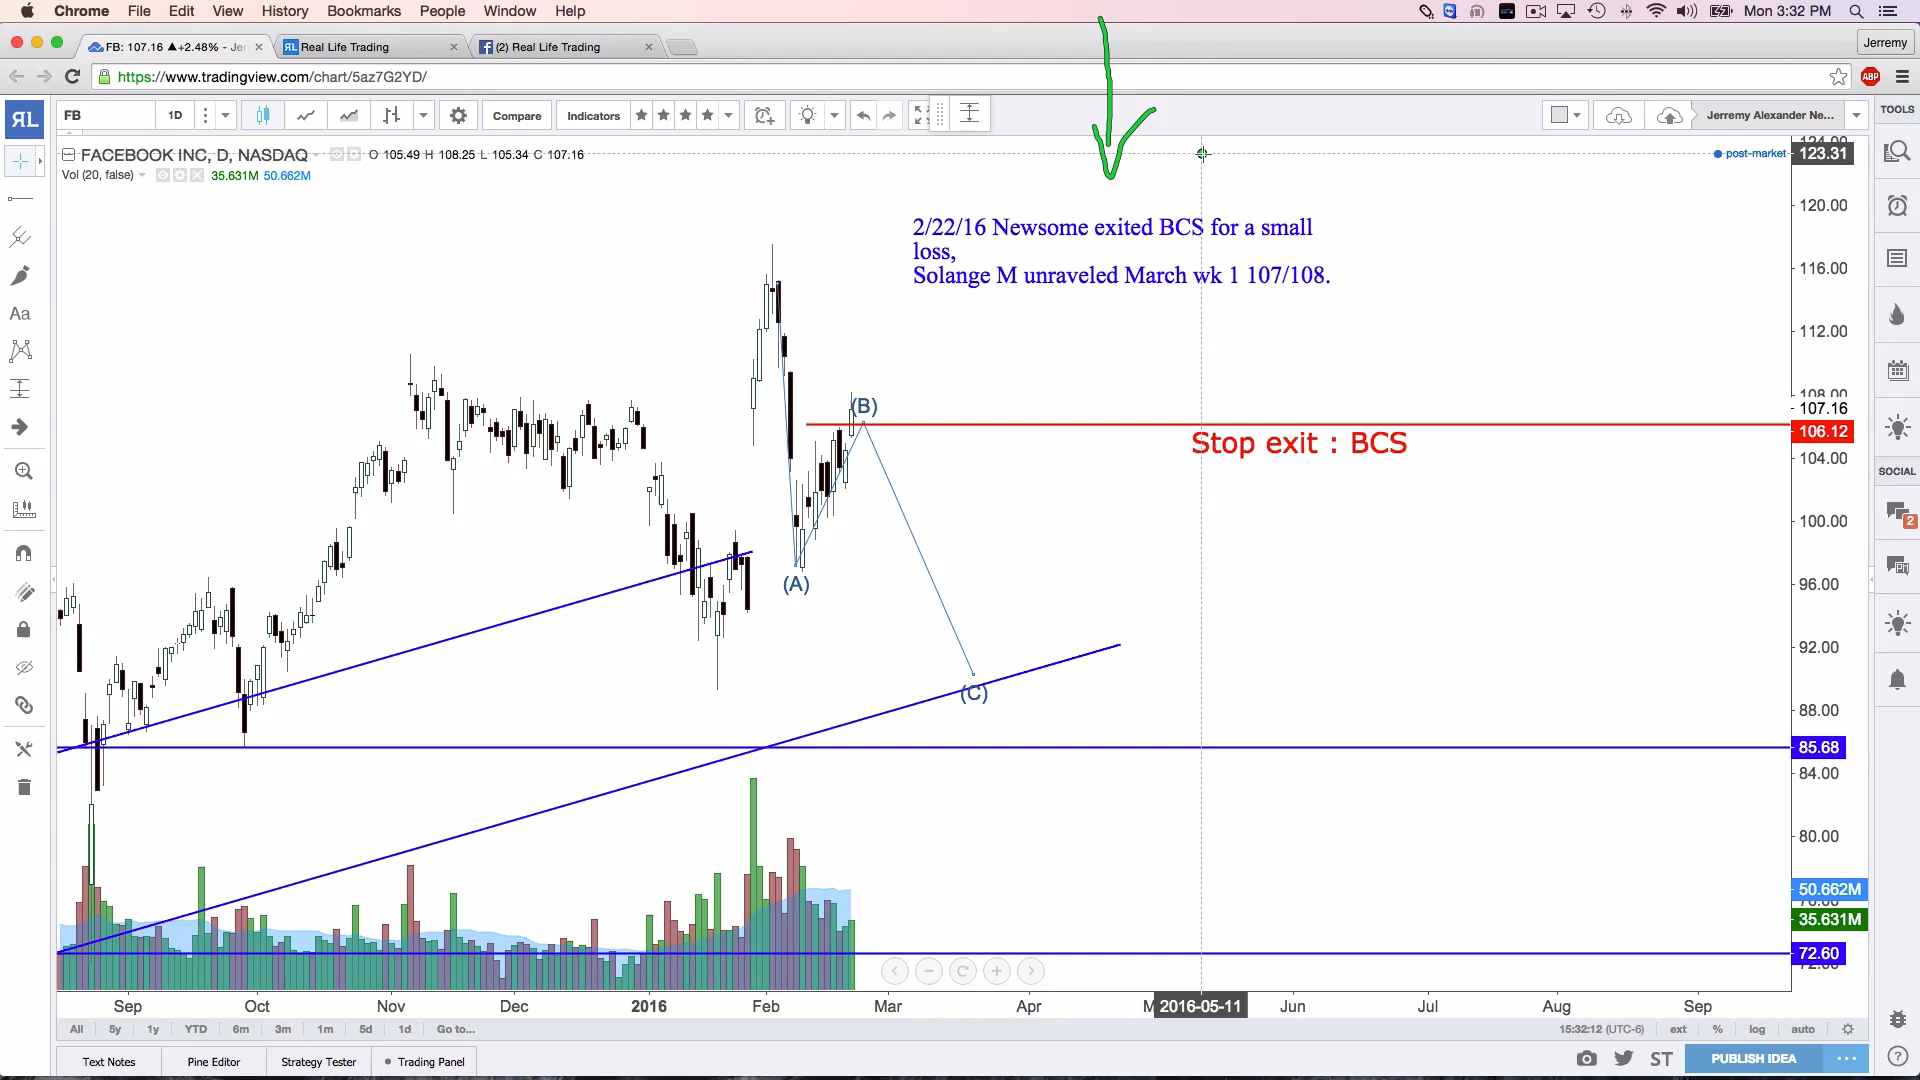 Chrome File Edit View History Bookmarks People Window Help Mon 3:32 PM
FB: 107.16 ▲+2.48% - Jer Real Life Trading (2) Real Life Trading Jerremy
https://www.tradingview.com/chart/5az7G2YD/ ABP
FB 1D Compare Indicators Jerremy Alexander Ne... TOOLS
FACEBOOK INC, D, NASDAQ O 105.49 H 108.25 L 105.34 C 107.16
post-market 123.31
Vol (20, false) 35.631M 50.662M
124.00
120.00
116.00
112.00
108.00
107.16
106.12
104.00
100.00
96.00
92.00
88.00
85.68
84.00
80.00
50.662M
35.631M
72.60
2/22/16 Newsome exited BCS for a small
loss,
Solange M unraveled March wk 1 107/108.
(B)
Stop exit : BCS
(A)
(C)
SOCIAL
2
Sep Oct Nov Dec 2016 Feb Mar Apr M 2016-05-11 Jun Jul Aug Sep
All 5y 1y YTD 6m 3m 1m 5d 1d Go to... 15:32:12 (UTC-6) ext % log auto
Text Notes Pine Editor Strategy Tester Trading Panel ST PUBLISH IDEA ...